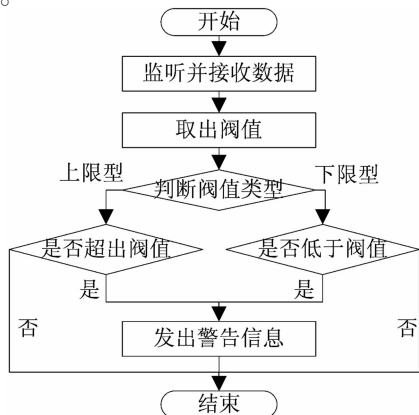 。
开始
监听并接收数据
取出阀值
上限型
判断阀值类型
下限型
是否超出阀值
是否低于阀值
是
是
否
发出警告信息
否
结束